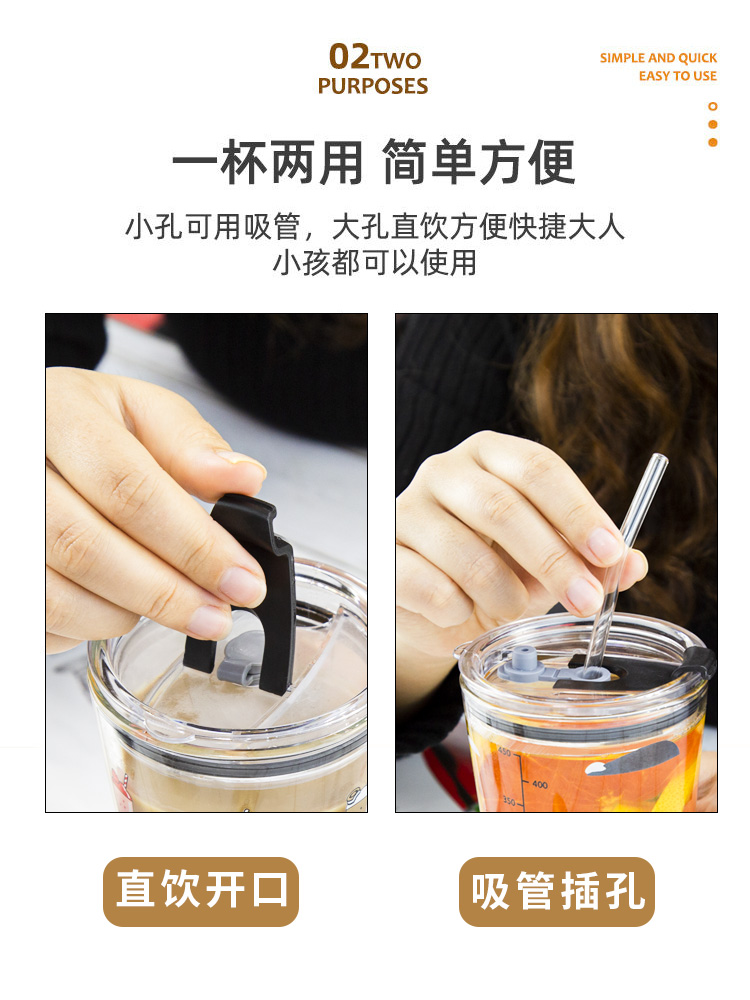 02TWO
PURPOSES
SIMPLE AND QUICK
EASY TO USE
一杯两用 简单方便
小孔可用吸管，大孔直饮方便快捷大人
小孩都可以使用
450
400
350
直饮开口
吸管插孔